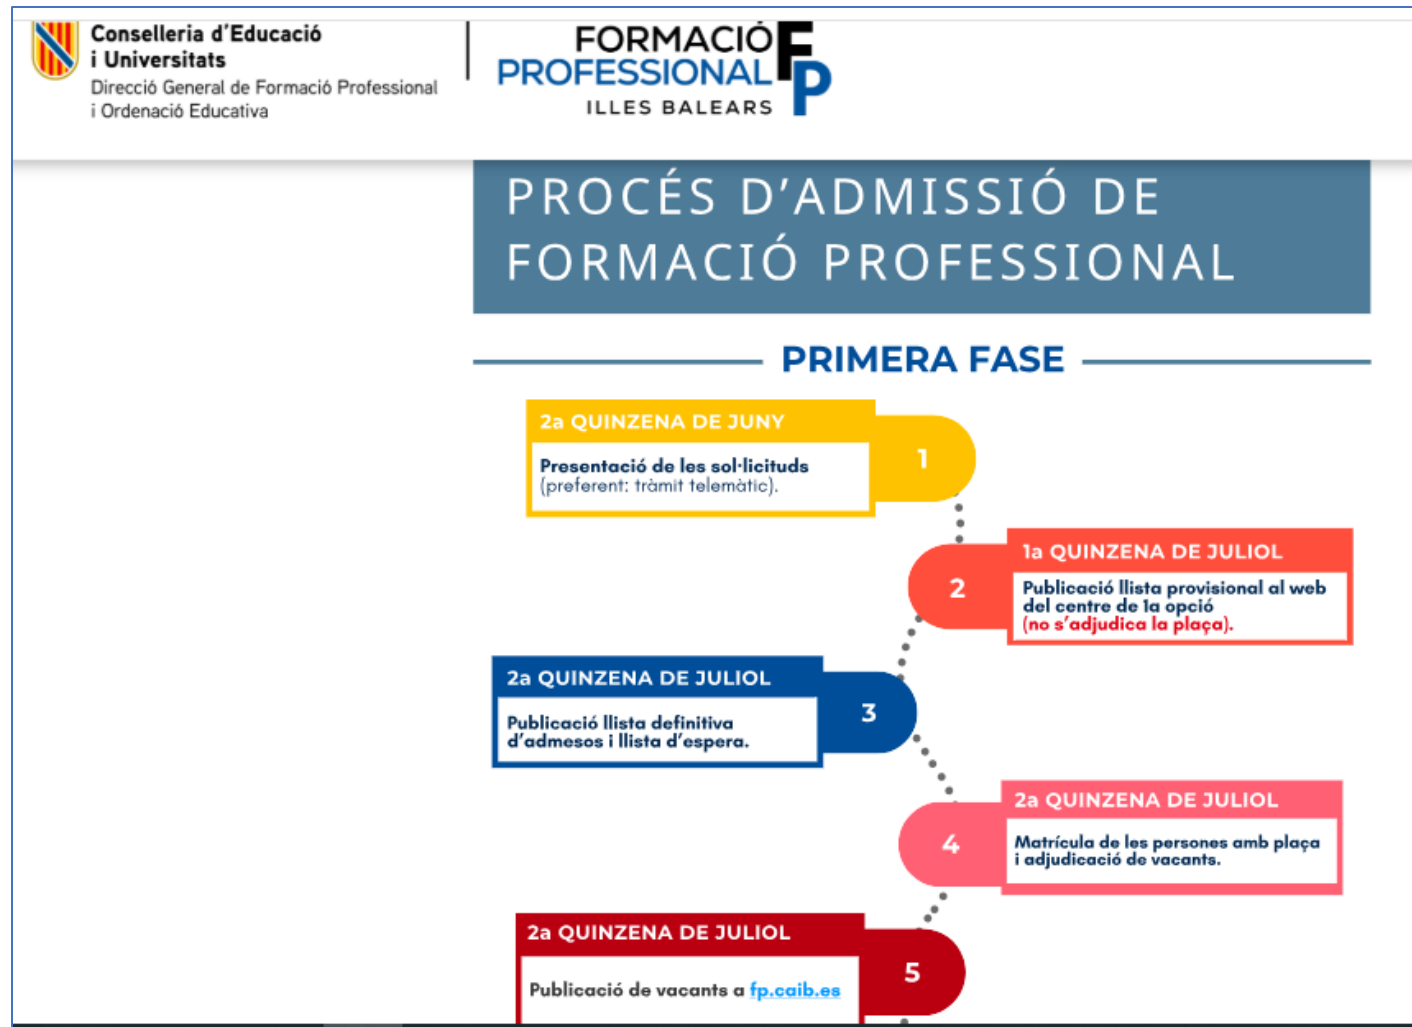 Conselleria d'Educació
i Universitats
Direcció General de Formació Professional
i Ordenació Educativa
FORMACIÓ
PROFESSIONAL
ILLES BALEARS
FP
PROCÉS D'ADMISSIÓ DE
FORMACIÓ PROFESSIONAL
PRIMERA FASE
2a QUINZENA DE JUNY
Presentació de les sol·licituds
(preferent: tràmit telemàtic).
1
1a QUINZENA DE JULIOL
Publicació llista provisional al web
del centre de 1a opció
(no s'adjudica la plaça).
2
2a QUINZENA DE JULIOL
Publicació llista definitiva
d'admesos i llista d'espera.
3
2a QUINZENA DE JULIOL
Matrícula de les persones amb plaça
i adjudicació de vacants.
4
2a QUINZENA DE JULIOL
Publicació de vacants a fp.caib.es
5